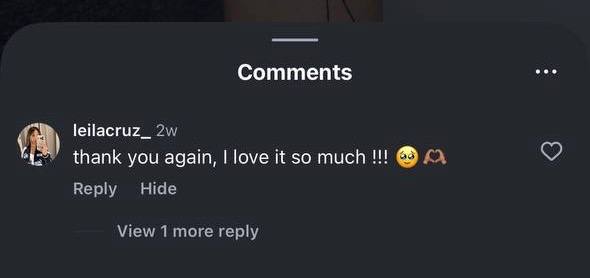 Comments
leilacruz_ 2w
thank you again, I love it so much !!! 🥹🫶🏽
Reply Hide
View 1 more reply